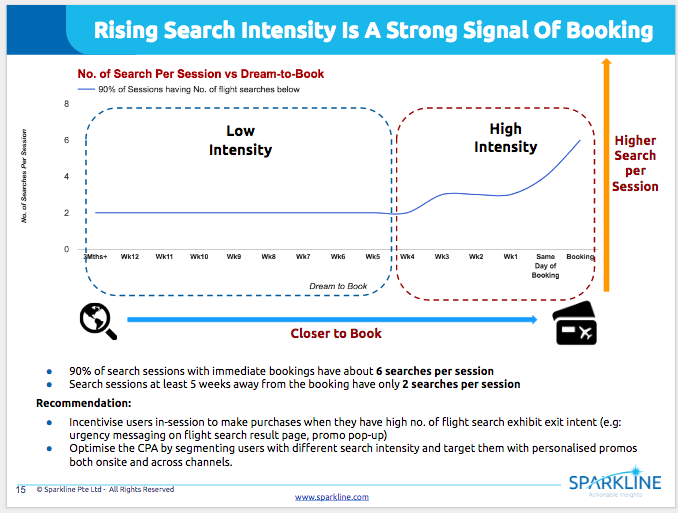 Rising Search Intensity Is A Strong Signal Of Booking
No. of Search Per Session vs Dream-to-Book
90% of Sessions having No. of flight searches below
No. of Searches Per Session
8
6
4
2
0
Low
Intensity
High
Intensity
Higher
Search
per
Session
3Mths+ Wk12 Wk11 Wk10 Wk9 Wk8 Wk7 Wk6 Wk5 Wk4 Wk3 Wk2 Wk1 Same Day of Booking Booking
Dream to Book
Closer to Book
● 90% of search sessions with immediate bookings have about 6 searches per session
● Search sessions at least 5 weeks away from the booking have only 2 searches per session
Recommendation:
● Incentivise users in-session to make purchases when they have high no. of flight search exhibit exit intent (e.g:
urgency messaging on flight search result page, promo pop-up)
● Optimise the CPA by segmenting users with different search intensity and target them with personalised promos
both onsite and across channels.
15 © Sparkline Pte Ltd - All Rights Reserved
www.sparkline.com
SPARKLINE
Actionable Insights